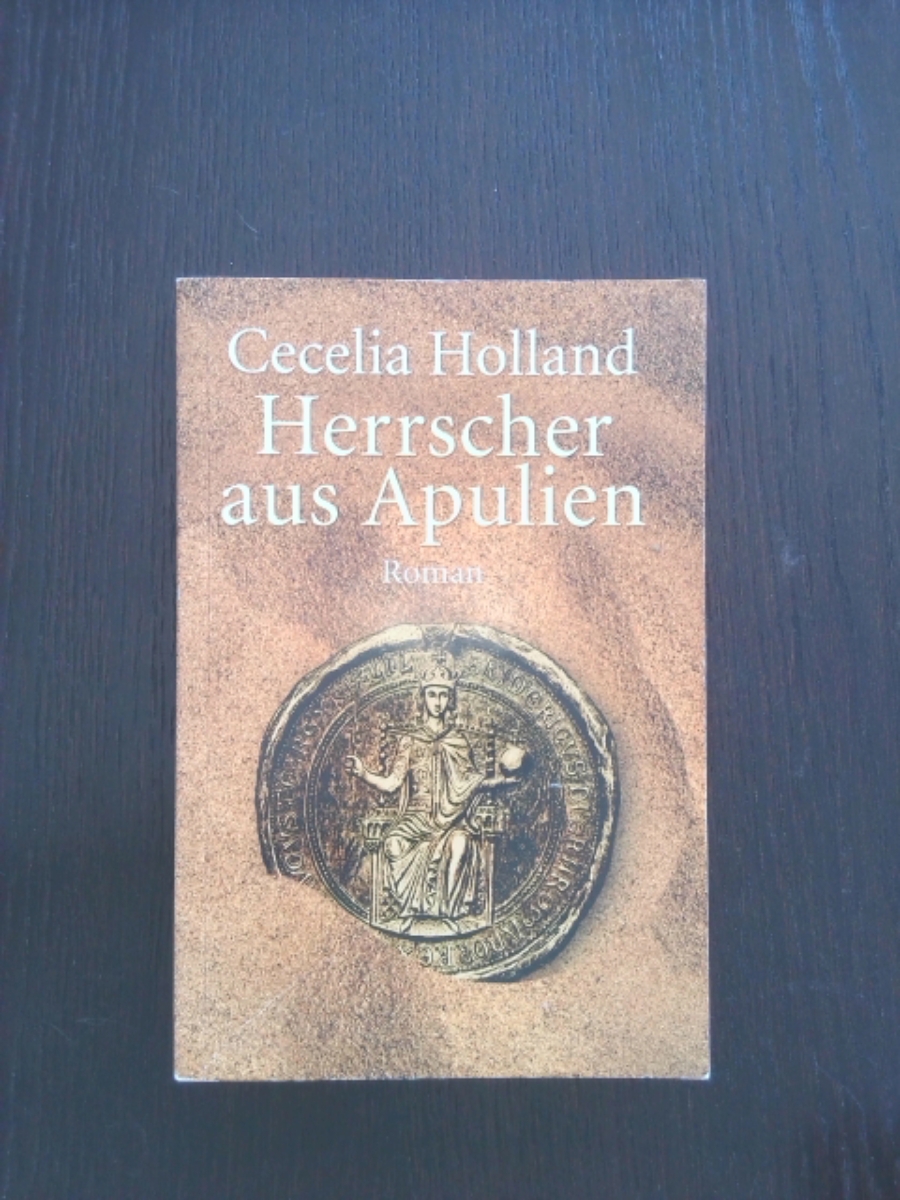 Cecelia Holland
Herrscher
aus Apulien
Roman